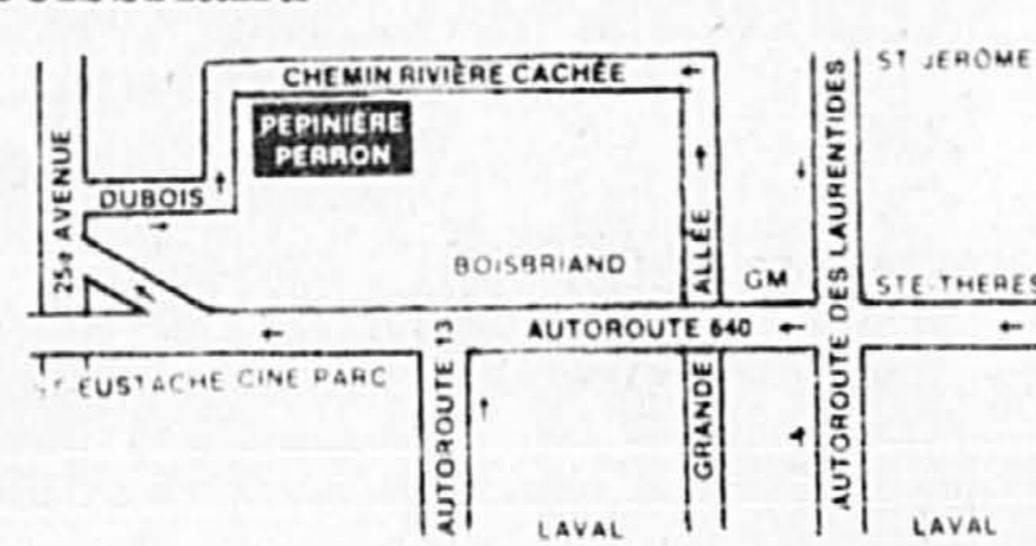 ST JEROME
CHEMIN RIVIÈRE CACHÉE
PEPINIÈRE
PERRON
25e AVENUE
DUBOIS
BOISBRIAND
ALLÉE
GM
AUTOROUTE DES LAURENTIDES
STE-THERES
AUTOROUTE 640
ST EUSTACHE CINE PARC
AUTOROUTE 13
GRANDE
LAVAL
LAVAL